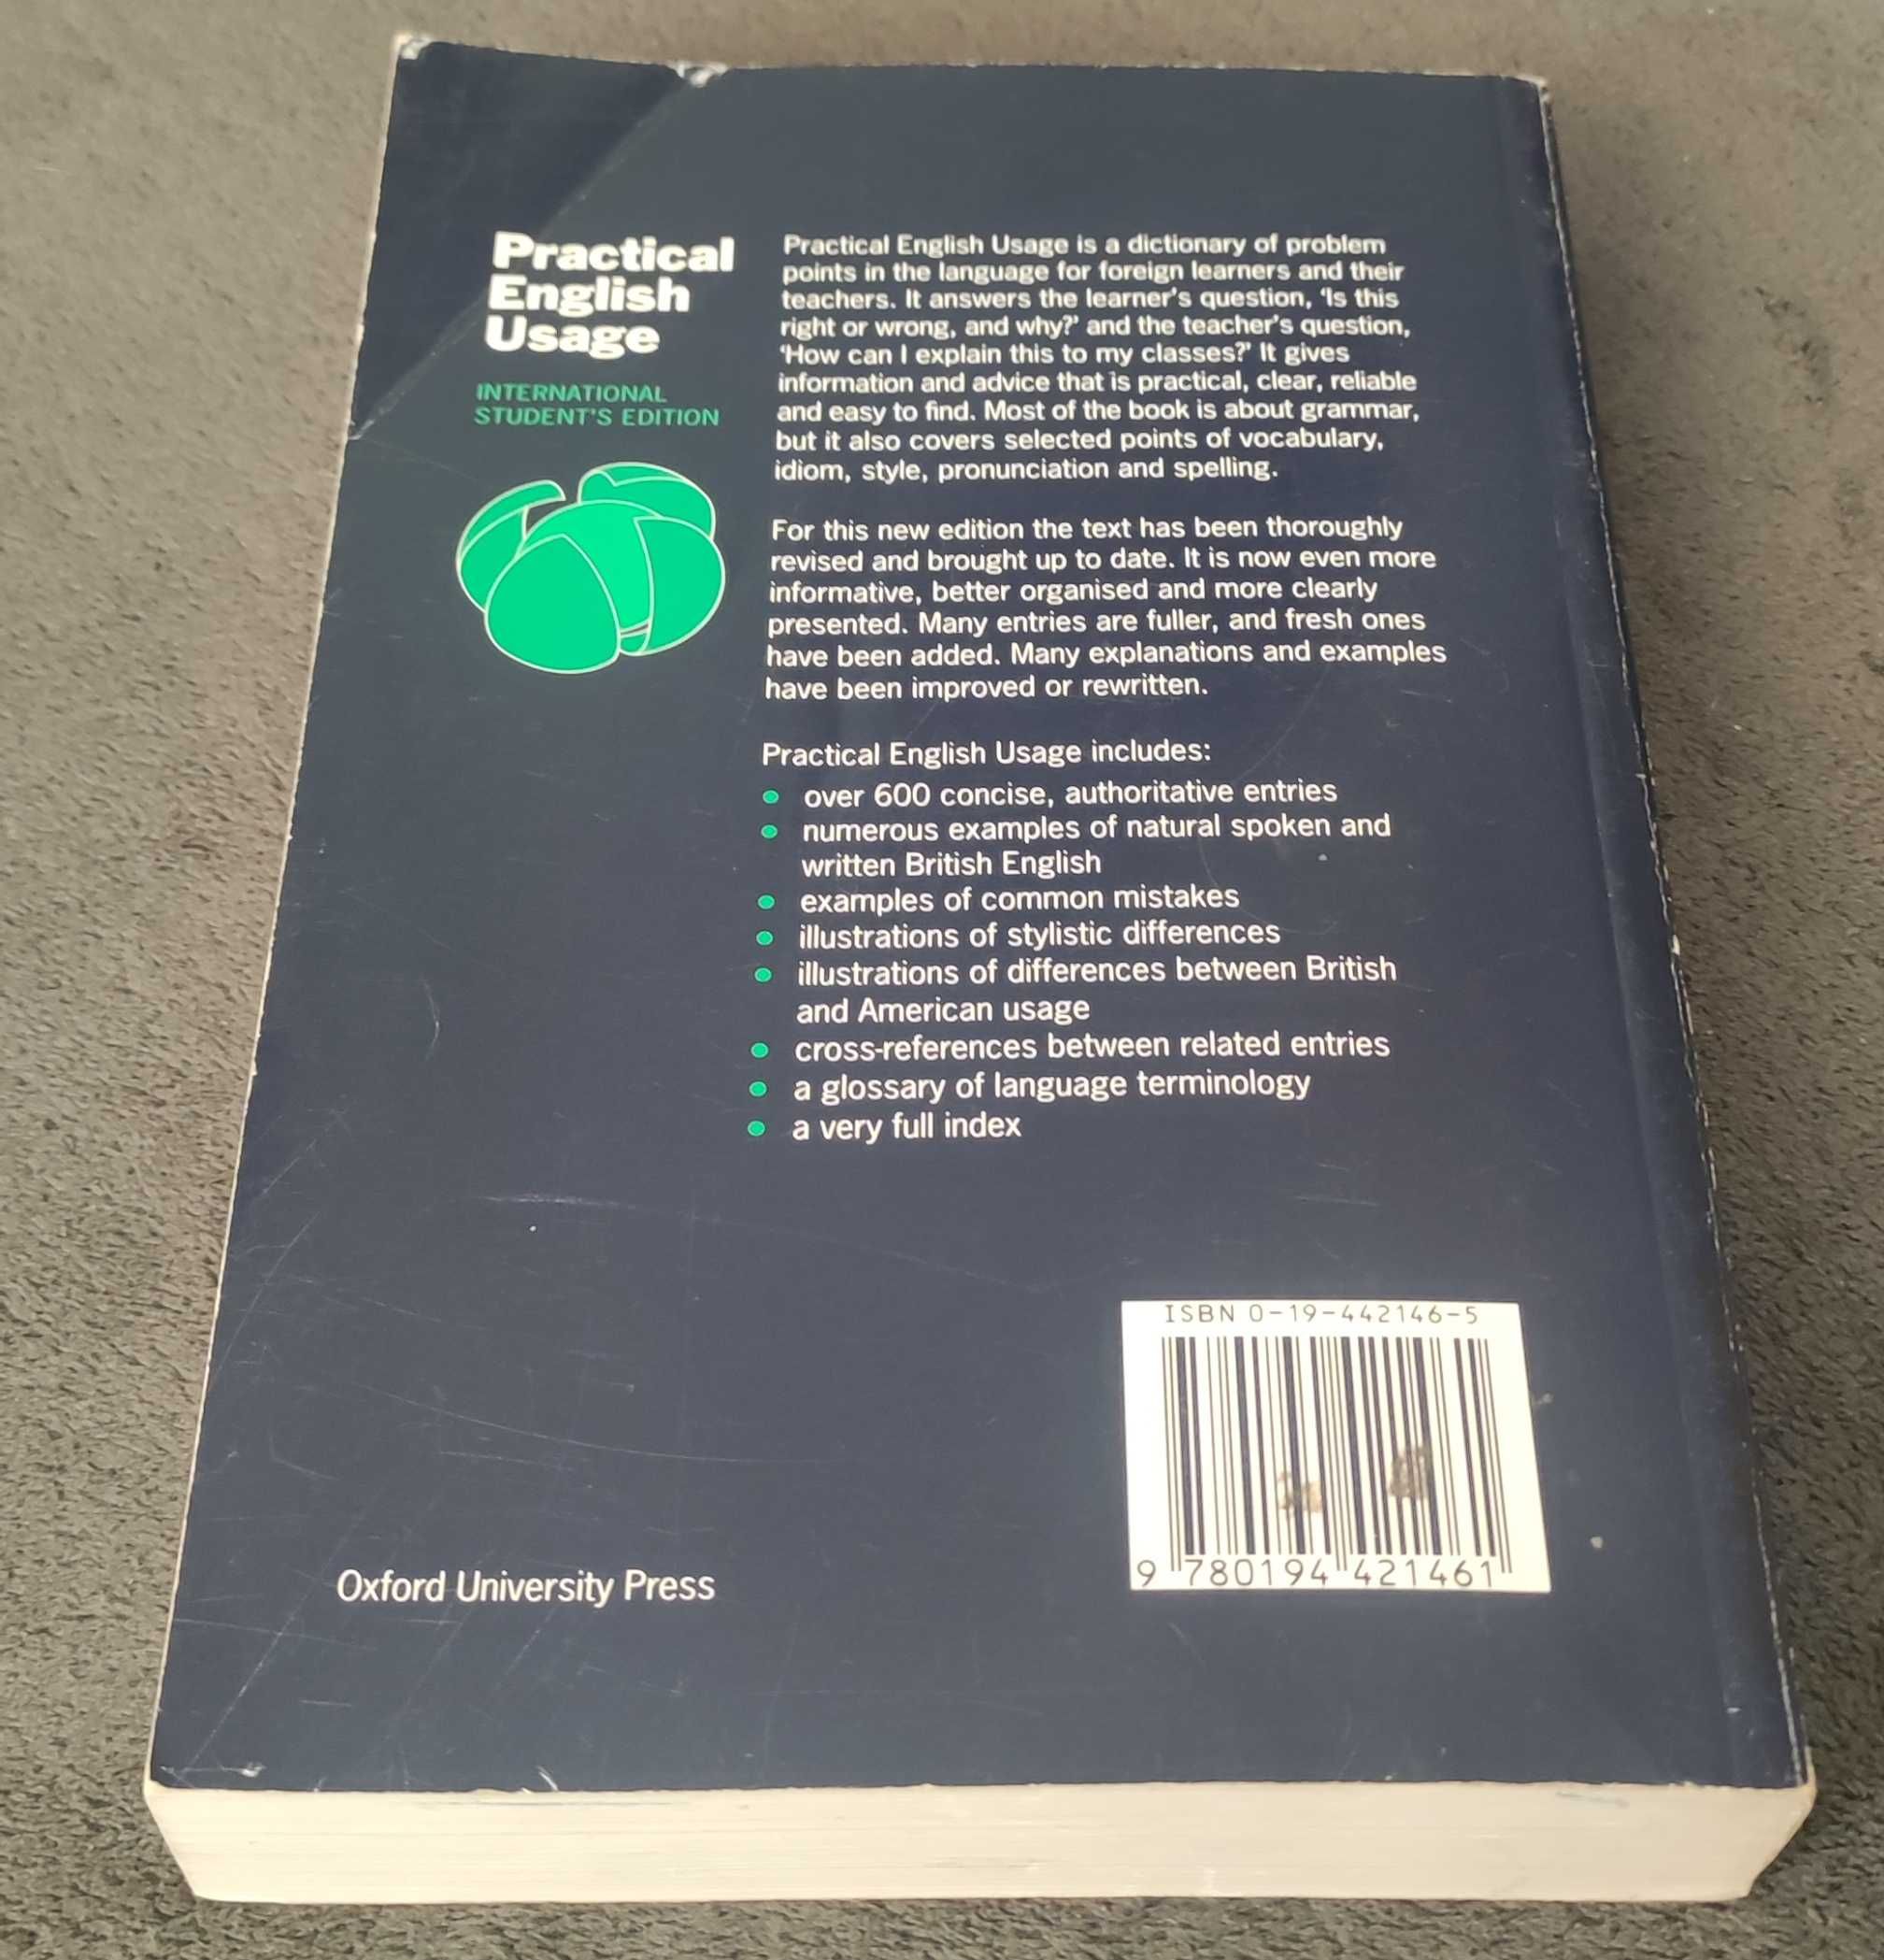 Practical
English
Usage
INTERNATIONAL
STUDENT'S EDITION
Practical English Usage is a dictionary of problem
points in the language for foreign learners and their
teachers. It answers the learner's question, 'Is this
right or wrong, and why?' and the teacher's question,
'How can I explain this to my classes?' It gives
information and advice that is practical, clear, reliable
and easy to find. Most of the book is about grammar,
but it also covers selected points of vocabulary,
idiom, style, pronunciation and spelling.
For this new edition the text has been thoroughly
revised and brought up to date. It is now even more
informative, better organised and more clearly
presented. Many entries are fuller, and fresh ones
have been added. Many explanations and examples
have been improved or rewritten.
Practical English Usage includes:
over 600 concise, authoritative entries
numerous examples of natural spoken and
written British English
examples of common mistakes
illustrations of stylistic differences
illustrations of differences between British
and American usage
cross-references between related entries
a glossary of language terminology
a very full index
ISBN 0-19-442146-5
9 780194 421461
Oxford University Press